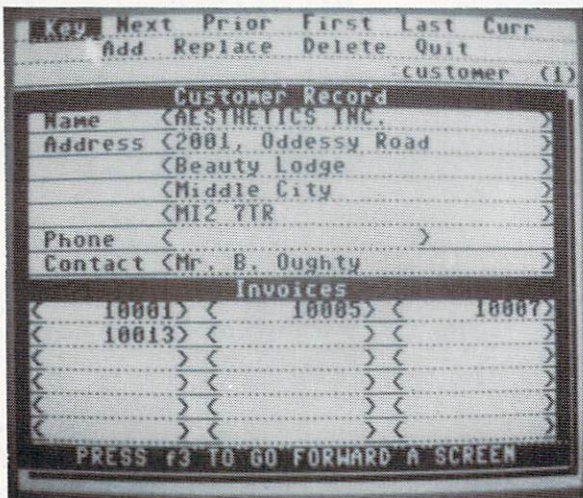 Key Next Prior First Last Curr
Add Replace Delete Quit
customer (1)
Customer Record
Name <AESTHETICS INC. >
Address <2001, Oddessy Road >
<Beauty Lodge >
<Middle City >
<MI2 7TR >
Phone < >
Contact <Mr. B. Oughty >
Invoices
< 10001> < 10005> < 10007>
< 10013> < > < >
< > < > < >
< > < > < >
< > < > < >
< > < > < >
PRESS f3 TO GO FORWARD A SCREEN